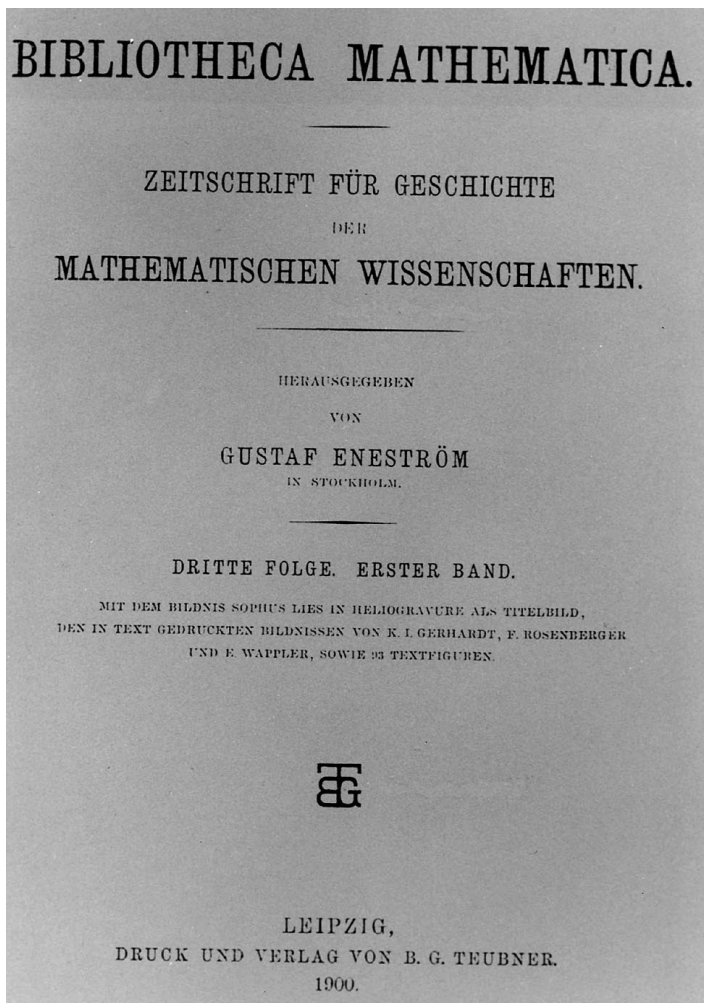 BIBLIOTHECA MATHEMATICA.
ZEITSCHRIFT FÜR GESCHICHTE
DER
MATHEMATISCHEN WISSENSCHAFTEN.
HERAUSGEGEBEN
VON
GUSTAF ENESTRÖM
IN STOCKHOLM.
DRITTE FOLGE. ERSTER BAND.
MIT DEM BILDNIS SOPHUS LIES IN HELIOGRAVURE ALS TITELBILD,
DEN IN TEXT GEDRUCKTEN BILDNISSEN VON K. I. GERHARDT, F. ROSENBERGER
UND E. WAPPLER, SOWIE 93 TEXTFIGUREN.
BTG
LEIPZIG,
DRUCK UND VERLAG VON B. G. TEUBNER.
1900.